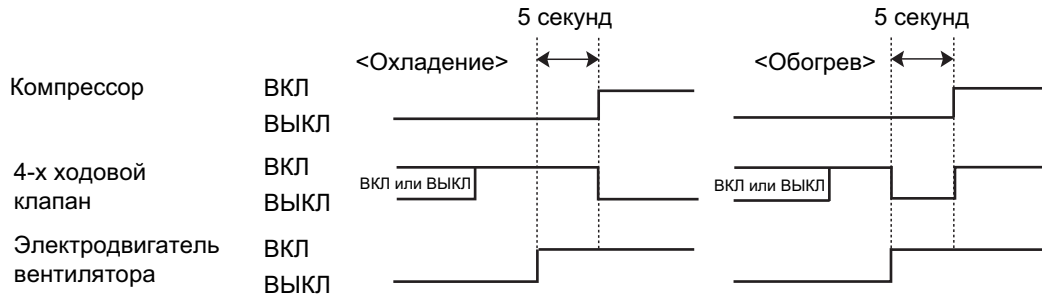 5 секунд 5 секунд
<Охладение> <Обогрев>
Компрессор ВКЛ
ВЫКЛ
4-х ходовой клапан ВКЛ
ВЫКЛ
ВКЛ или ВЫКЛ ВКЛ или ВЫКЛ
Электродвигатель вентилятора ВКЛ
ВЫКЛ